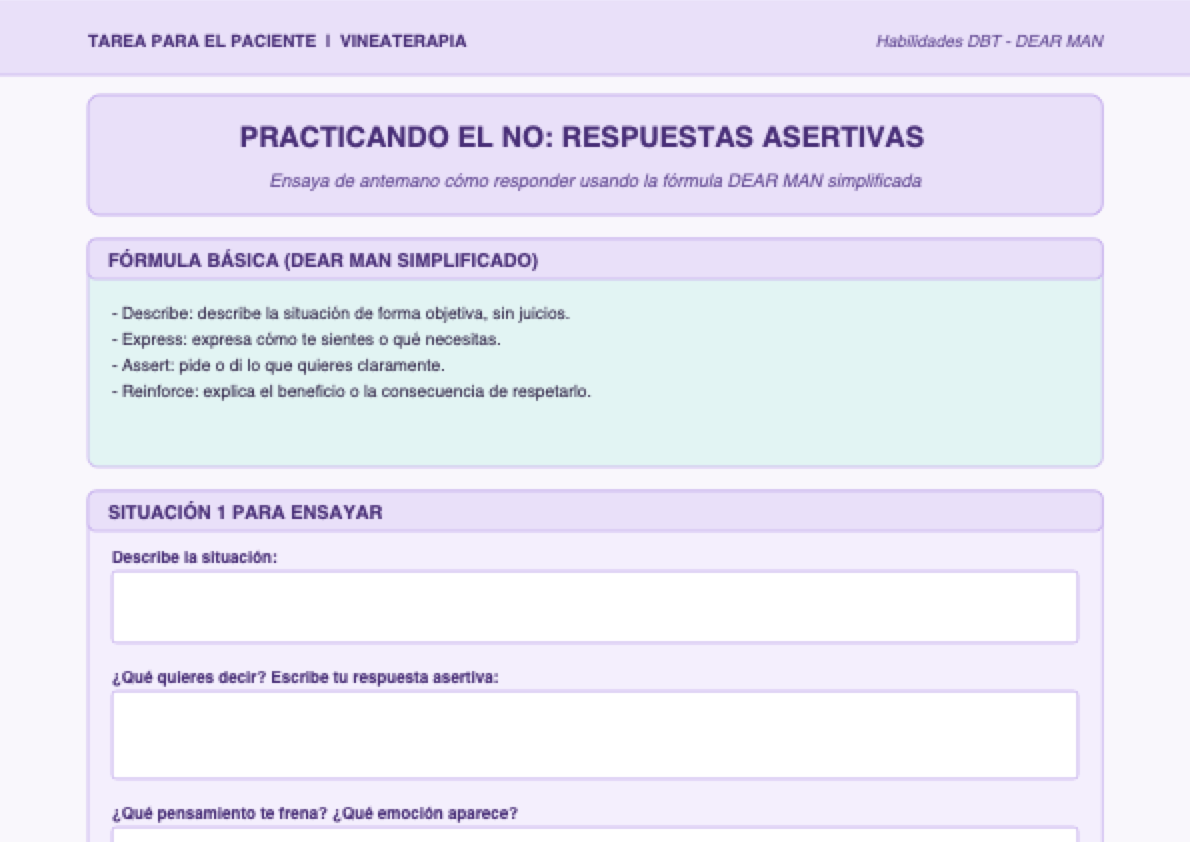 TAREA PARA EL PACIENTE | VINEATERAPIA
Habilidades DBT - DEAR MAN
PRACTICANDO EL NO: RESPUESTAS ASERTIVAS
Ensaya de antemano cómo responder usando la fórmula DEAR MAN simplificada
FÓRMULA BÁSICA (DEAR MAN SIMPLIFICADO)
- Describe: describe la situación de forma objetiva, sin juicios.
- Express: expresa cómo te sientes o qué necesitas.
- Assert: pide o di lo que quieres claramente.
- Reinforce: explica el beneficio o la consecuencia de respetarlo.
SITUACIÓN 1 PARA ENSAYAR
Describe la situación:
¿Qué quieres decir? Escribe tu respuesta asertiva:
¿Qué pensamiento te frena? ¿Qué emoción aparece?